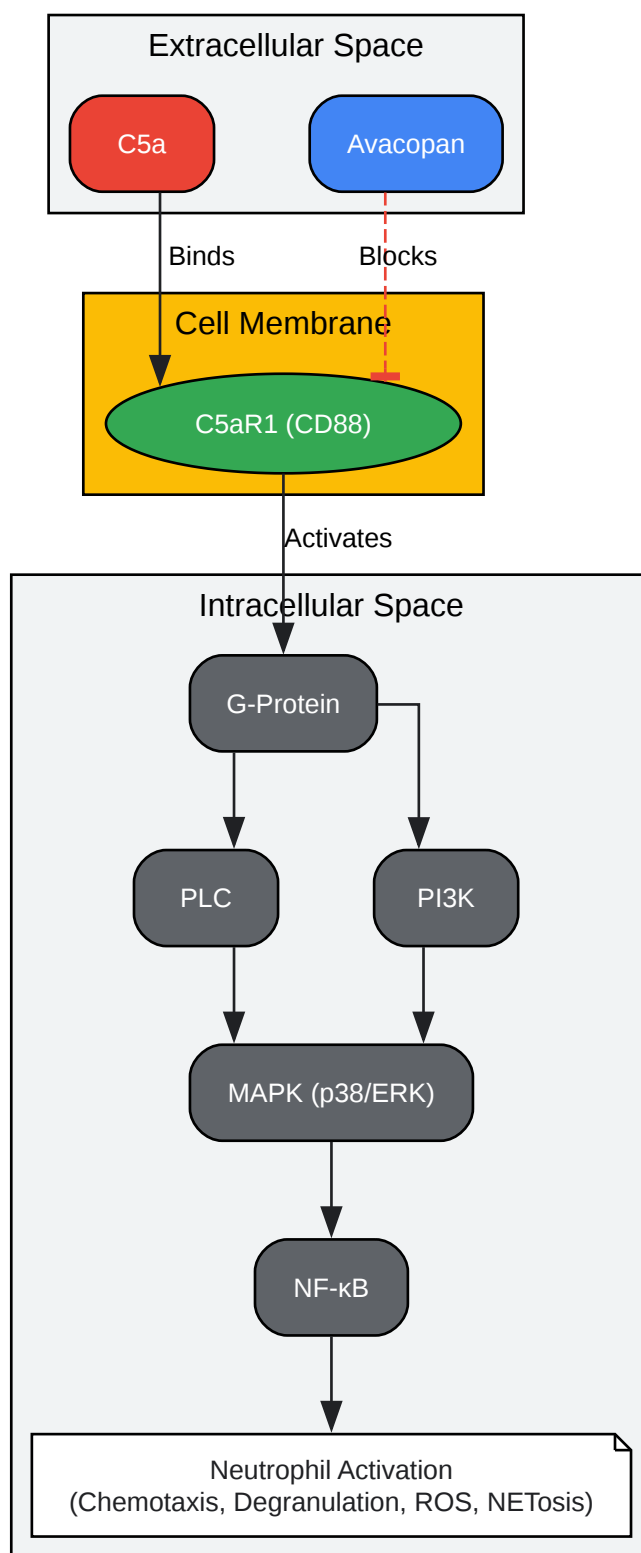 Extracellular Space
C5a
Avacopan
Binds
Blocks
Cell Membrane
C5aR1 (CD88)
Activates
Intracellular Space
G-Protein
PLC
PI3K
MAPK (p38/ERK)
NF-κB
Neutrophil Activation
(Chemotaxis, Degranulation, ROS, NETosis)